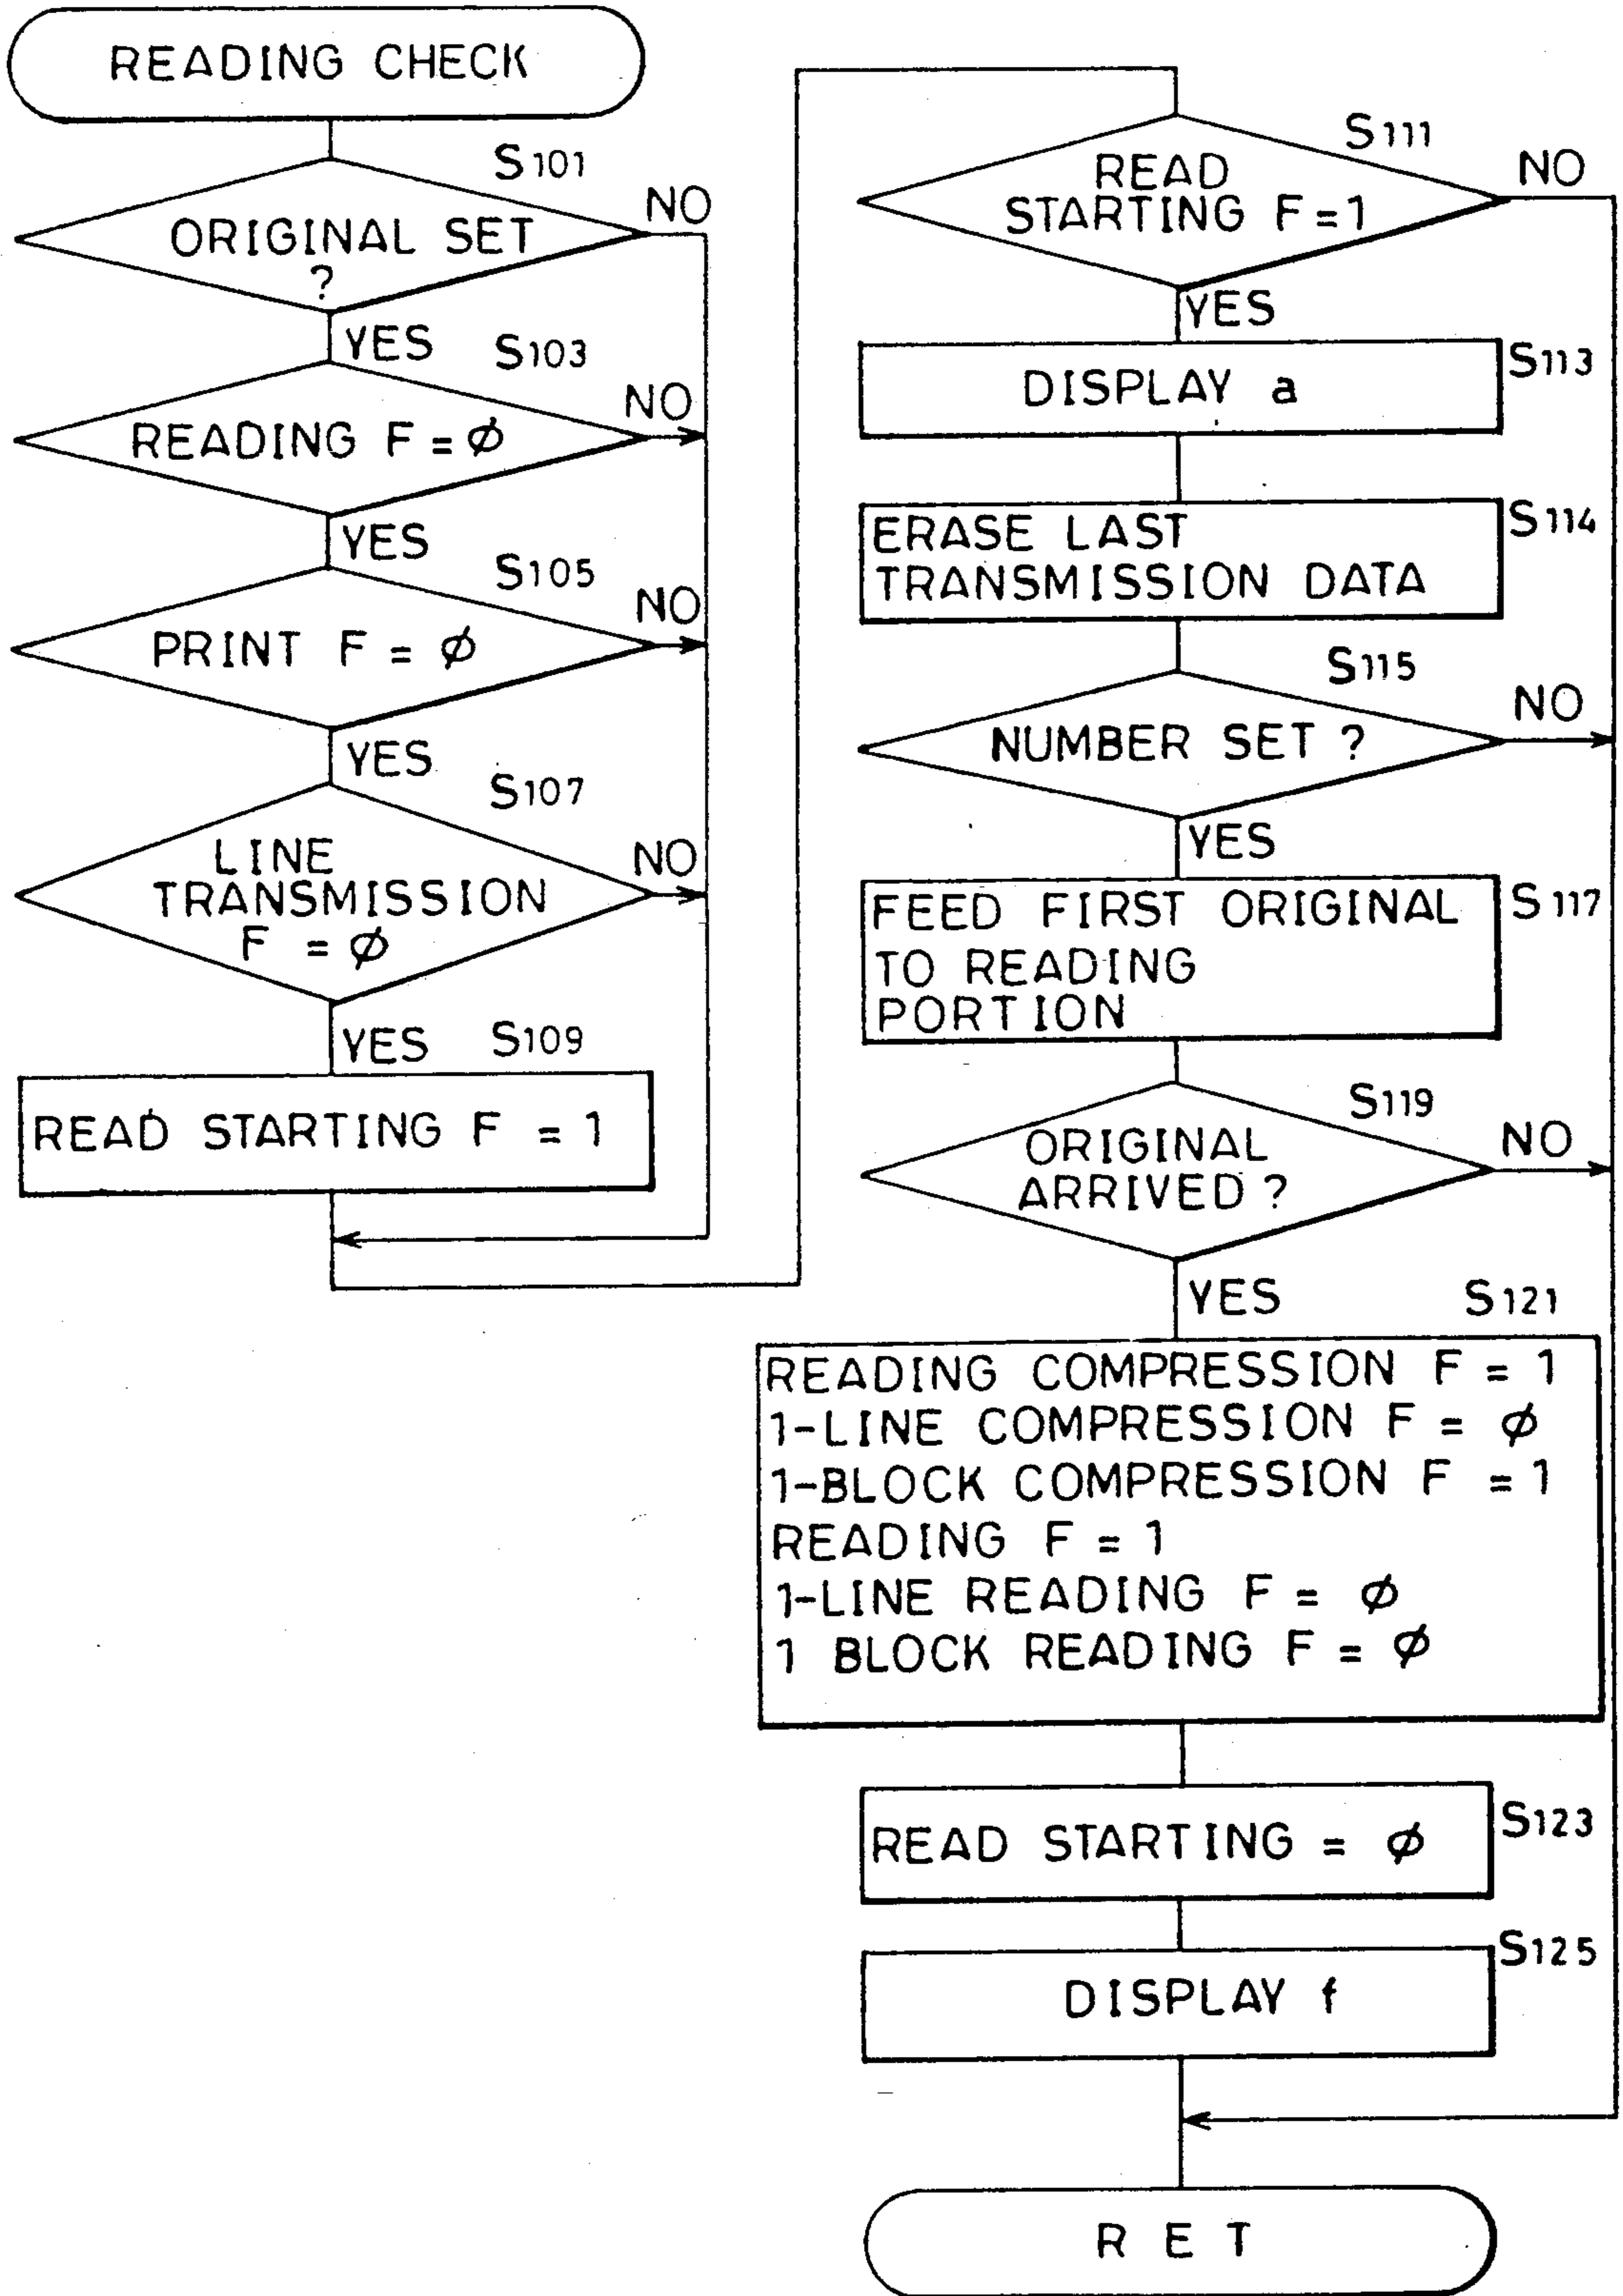 READING CHECK
S101
ORIGINAL SET
?
NO
YES
S103
READING F = φ
NO
YES
S105
PRINT F = φ
NO
YES
S107
LINE
TRANSMISSION
F = φ
NO
YES
S109
READ STARTING F = 1
S111
READ
STARTING F = 1
NO
YES
S113
DISPLAY a
S114
ERASE LAST
TRANSMISSION DATA
S115
NUMBER SET ?
NO
YES
S117
FEED FIRST ORIGINAL
TO READING
PORTION
S119
ORIGINAL
ARRIVED ?
NO
YES
S121
READING COMPRESSION F = 1
1-LINE COMPRESSION F = φ
1-BLOCK COMPRESSION F = 1
READING F = 1
1-LINE READING F = φ
1 BLOCK READING F = φ
S123
READ STARTING = φ
S125
DISPLAY f
RET